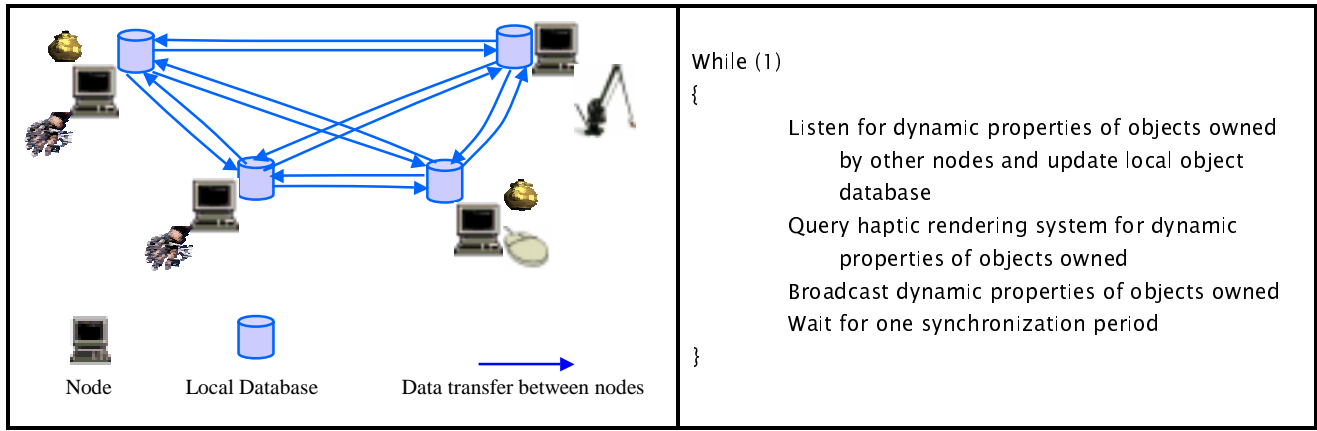 Node
Local Database
Data transfer between nodes
While (1)
{
Listen for dynamic properties of objects owned
by other nodes and update local object
database
Query haptic rendering system for dynamic
properties of objects owned
Broadcast dynamic properties of objects owned
Wait for one synchronization period
}